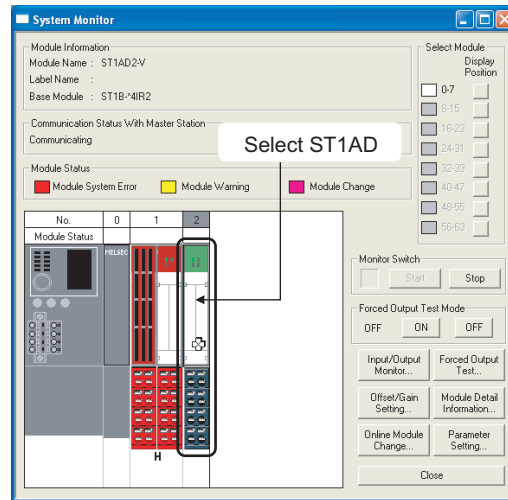 System Monitor
Module Information
Module Name : ST1AD2-V
Label Name :
Base Module : ST1B-*4IR2
Communication Status With Master Station
Communicating
Select ST1AD
Module Status
Module System Error
Module Warning
Module Change
No. 0 1 2
Module Status
MELSEC
H
Select Module
Display
Position
0-7
8-15
16-23
24-31
32-39
40-47
48-55
56-63
Monitor Switch
Start
Stop
Forced Output Test Mode
OFF
ON
OFF
Input/Output
Monitor...
Forced Output
Test...
Offset/Gain
Setting...
Module Detail
Information...
Online Module
Change...
Parameter
Setting...
Close